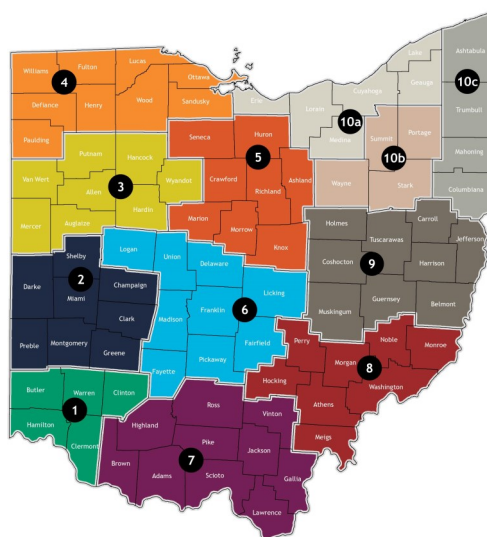 Lake
Ashtabula
Lucas
Fulton
Williams
4
Ottawa
Cuyahoga
Geauga
10c
Erie
Lorain
Trumbull
Defiance
Henry
Wood
Sandusky
10a
Medina
Summit
Portage
Huron
Seneca
Paulding
Putnam
Hancock
5
10b
Mahoning
Van Wert
Allen
3
Wyandot
Crawford
Richland
Ashland
Wayne
Stark
Columbiana
Hardin
Mercer
Auglaize
Marion
Morrow
Knox
Holmes
Carroll
Tuscarawas
Jefferson
Logan
Union
Delaware
Shelby
Coshocton
9
Harrison
2
Darke
Miami
Champaign
Licking
Franklin
6
Guernsey
Belmont
Muskingum
Clark
Madison
Preble
Montgomery
Greene
Fairfield
Pickaway
Perry
Noble
Monroe
Morgan
8
Fayette
Hocking
Washington
Butler
Warren
Clinton
1
Ross
Vinton
Athens
Hamilton
Highland
Pike
Meigs
Clermont
7
Jackson
Brown
Adams
Scioto
Gallia
Lawrence